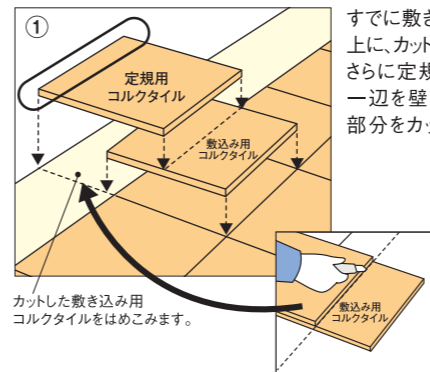 ①
定規用
コルクタイル
敷込み用
コルクタイル
カットした敷き込み用
コルクタイルをはめこみます。
敷込み用
コルクタイル
すでに敷き
上に、カット
さらに定規
一辺を壁
部分をカッ